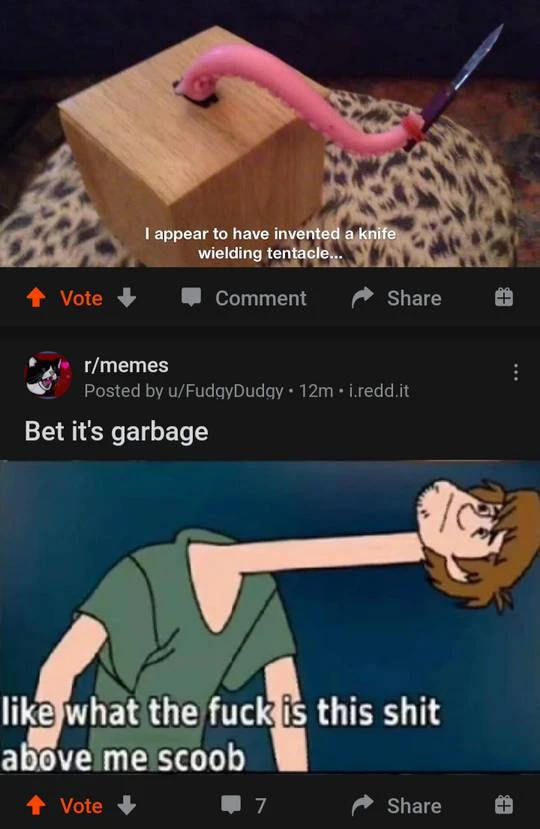 I appear to have invented a knife
wielding tentacle...
Vote
Comment
Share
r/memes
Posted by u/FudgyDudgy • 12m • i.redd.it
Bet it's garbage
like what the fuck is this shit
above me scoob
Vote
7
Share